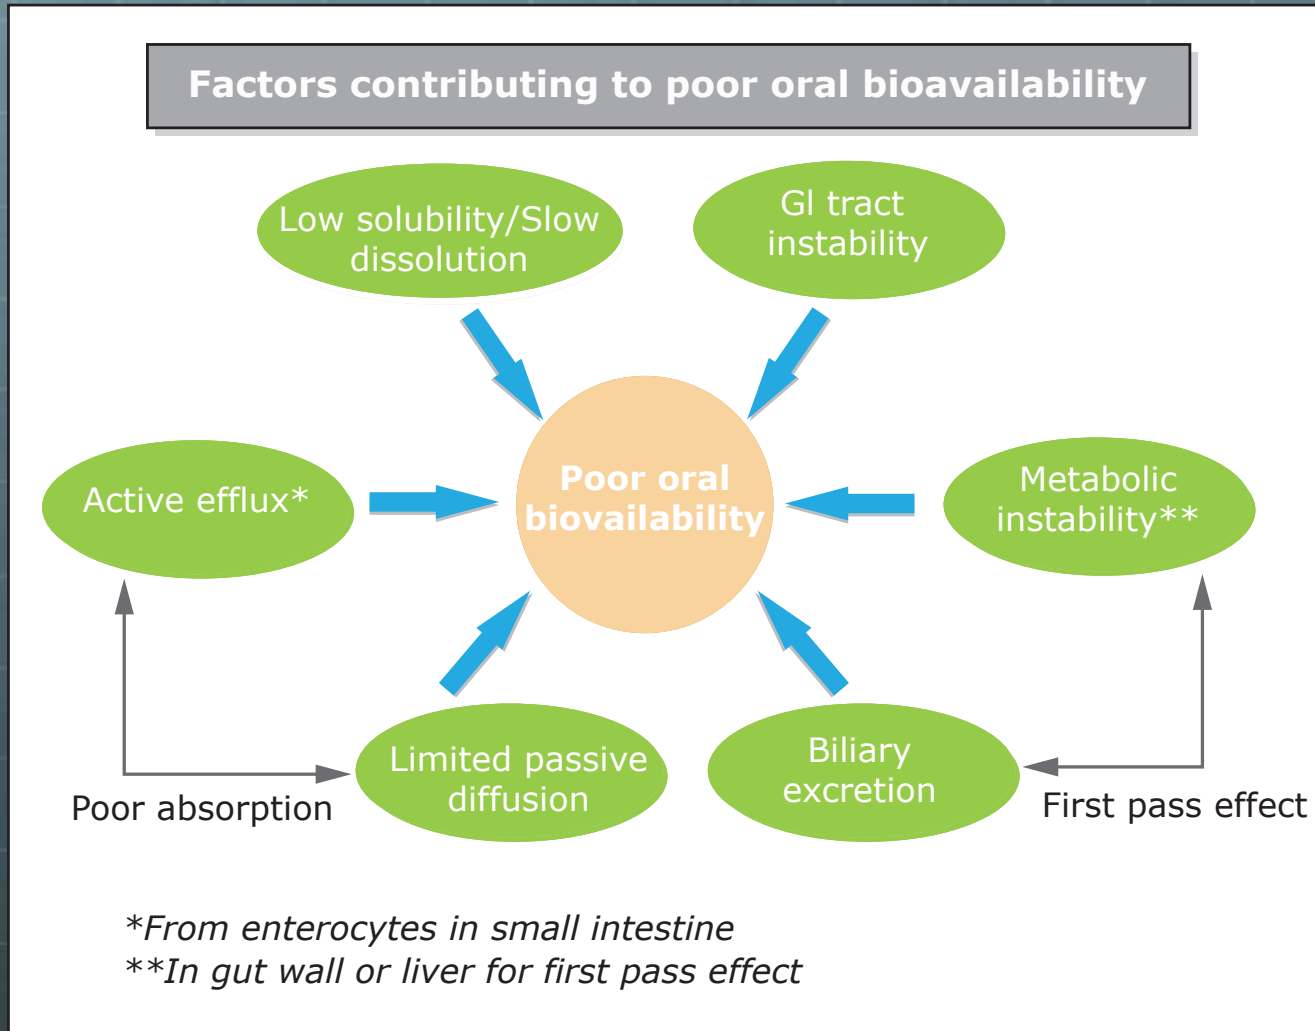 Factors contributing to poor oral bioavailability
Low solubility/Slow
dissolution
Gl tract
instability
Active efflux*
Poor oral
biovailability
Metabolic
instability**
Limited passive
diffusion
Biliary
excretion
Poor absorption
First pass effect
*From enterocytes in small intestine
**In gut wall or liver for first pass effect